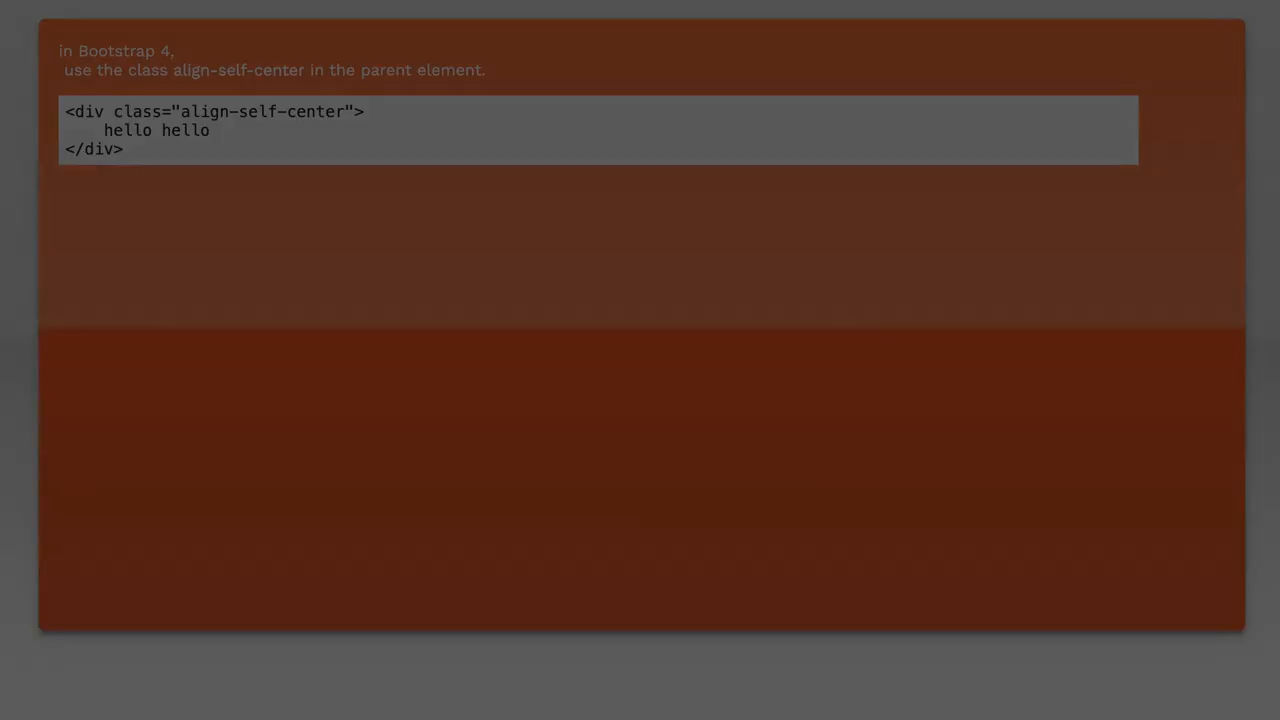 in Bootstrap 4,
use the class align-self-center in the parent element.
<div class="align-self-center">
    hello hello
</div>